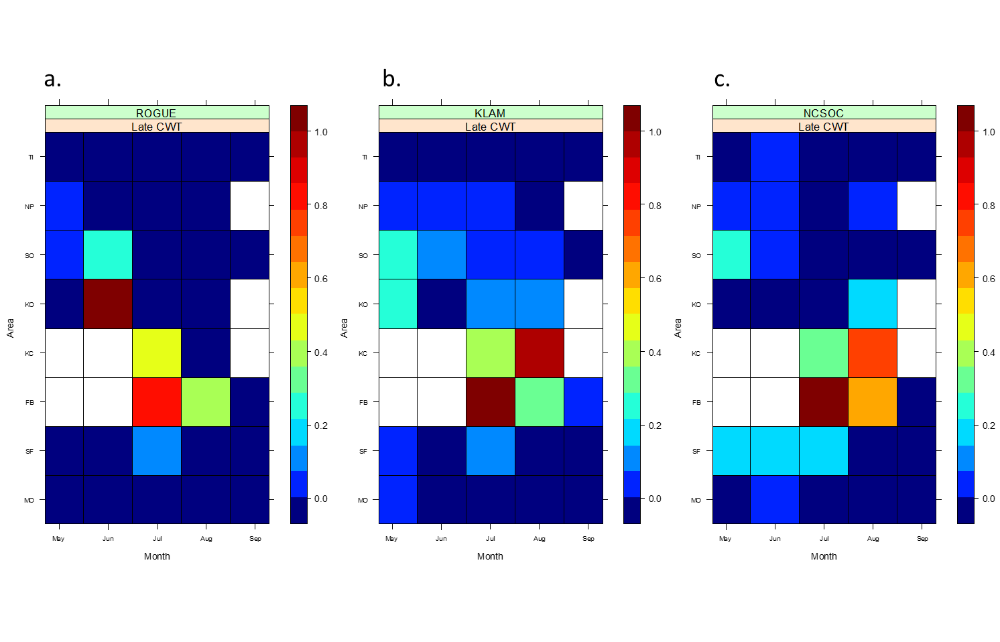 a.
ROGUE
Late CWT
TI
NP
SO
KO
KC
FB
SF
MO
Area
May Jun Jul Aug Sep
Month
1.0
0.8
0.6
0.4
0.2
0.0
b.
KLAM
Late CWT
TI
NP
SO
KO
KC
FB
SF
MO
Area
May Jun Jul Aug Sep
Month
1.0
0.8
0.6
0.4
0.2
0.0
c.
NCSOC
Late CWT
TI
NP
SO
KO
KC
FB
SF
MO
Area
May Jun Jul Aug Sep
Month
1.0
0.8
0.6
0.4
0.2
0.0